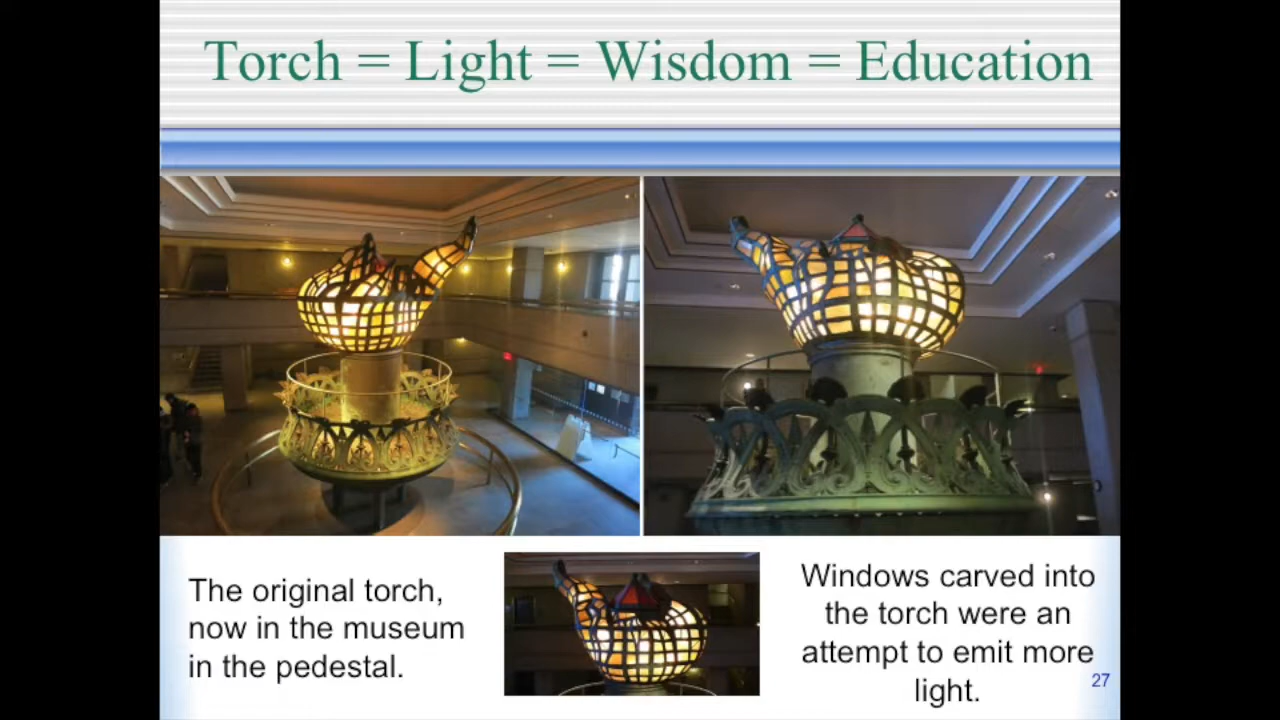 Torch = Light = Wisdom = Education
The original torch,
now in the museum
in the pedestal.
Windows carved into
the torch were an
attempt to emit more
light.
27